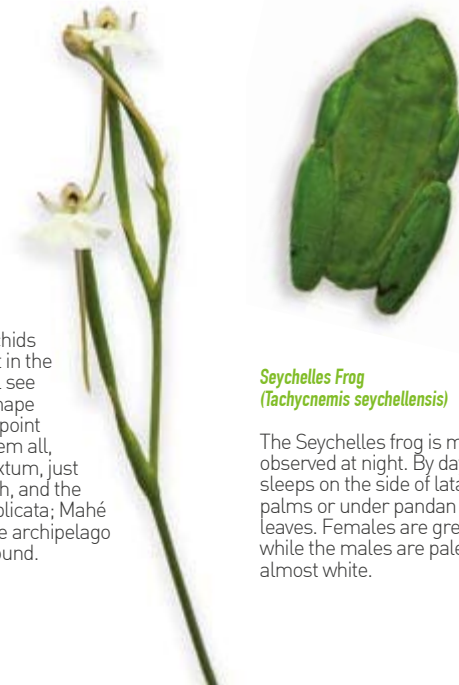 chids
t in the
l see
hape
point
em all,
xtum, just
h, and the
plicata; Mahé
e archipelago
ound.
Seychelles Frog
(Tachycnemis seychellensis)
The Seychelles frog is m
observed at night. By da
sleeps on the side of lata
palms or under pandan
leaves. Females are gre
while the males are pale
almost white.